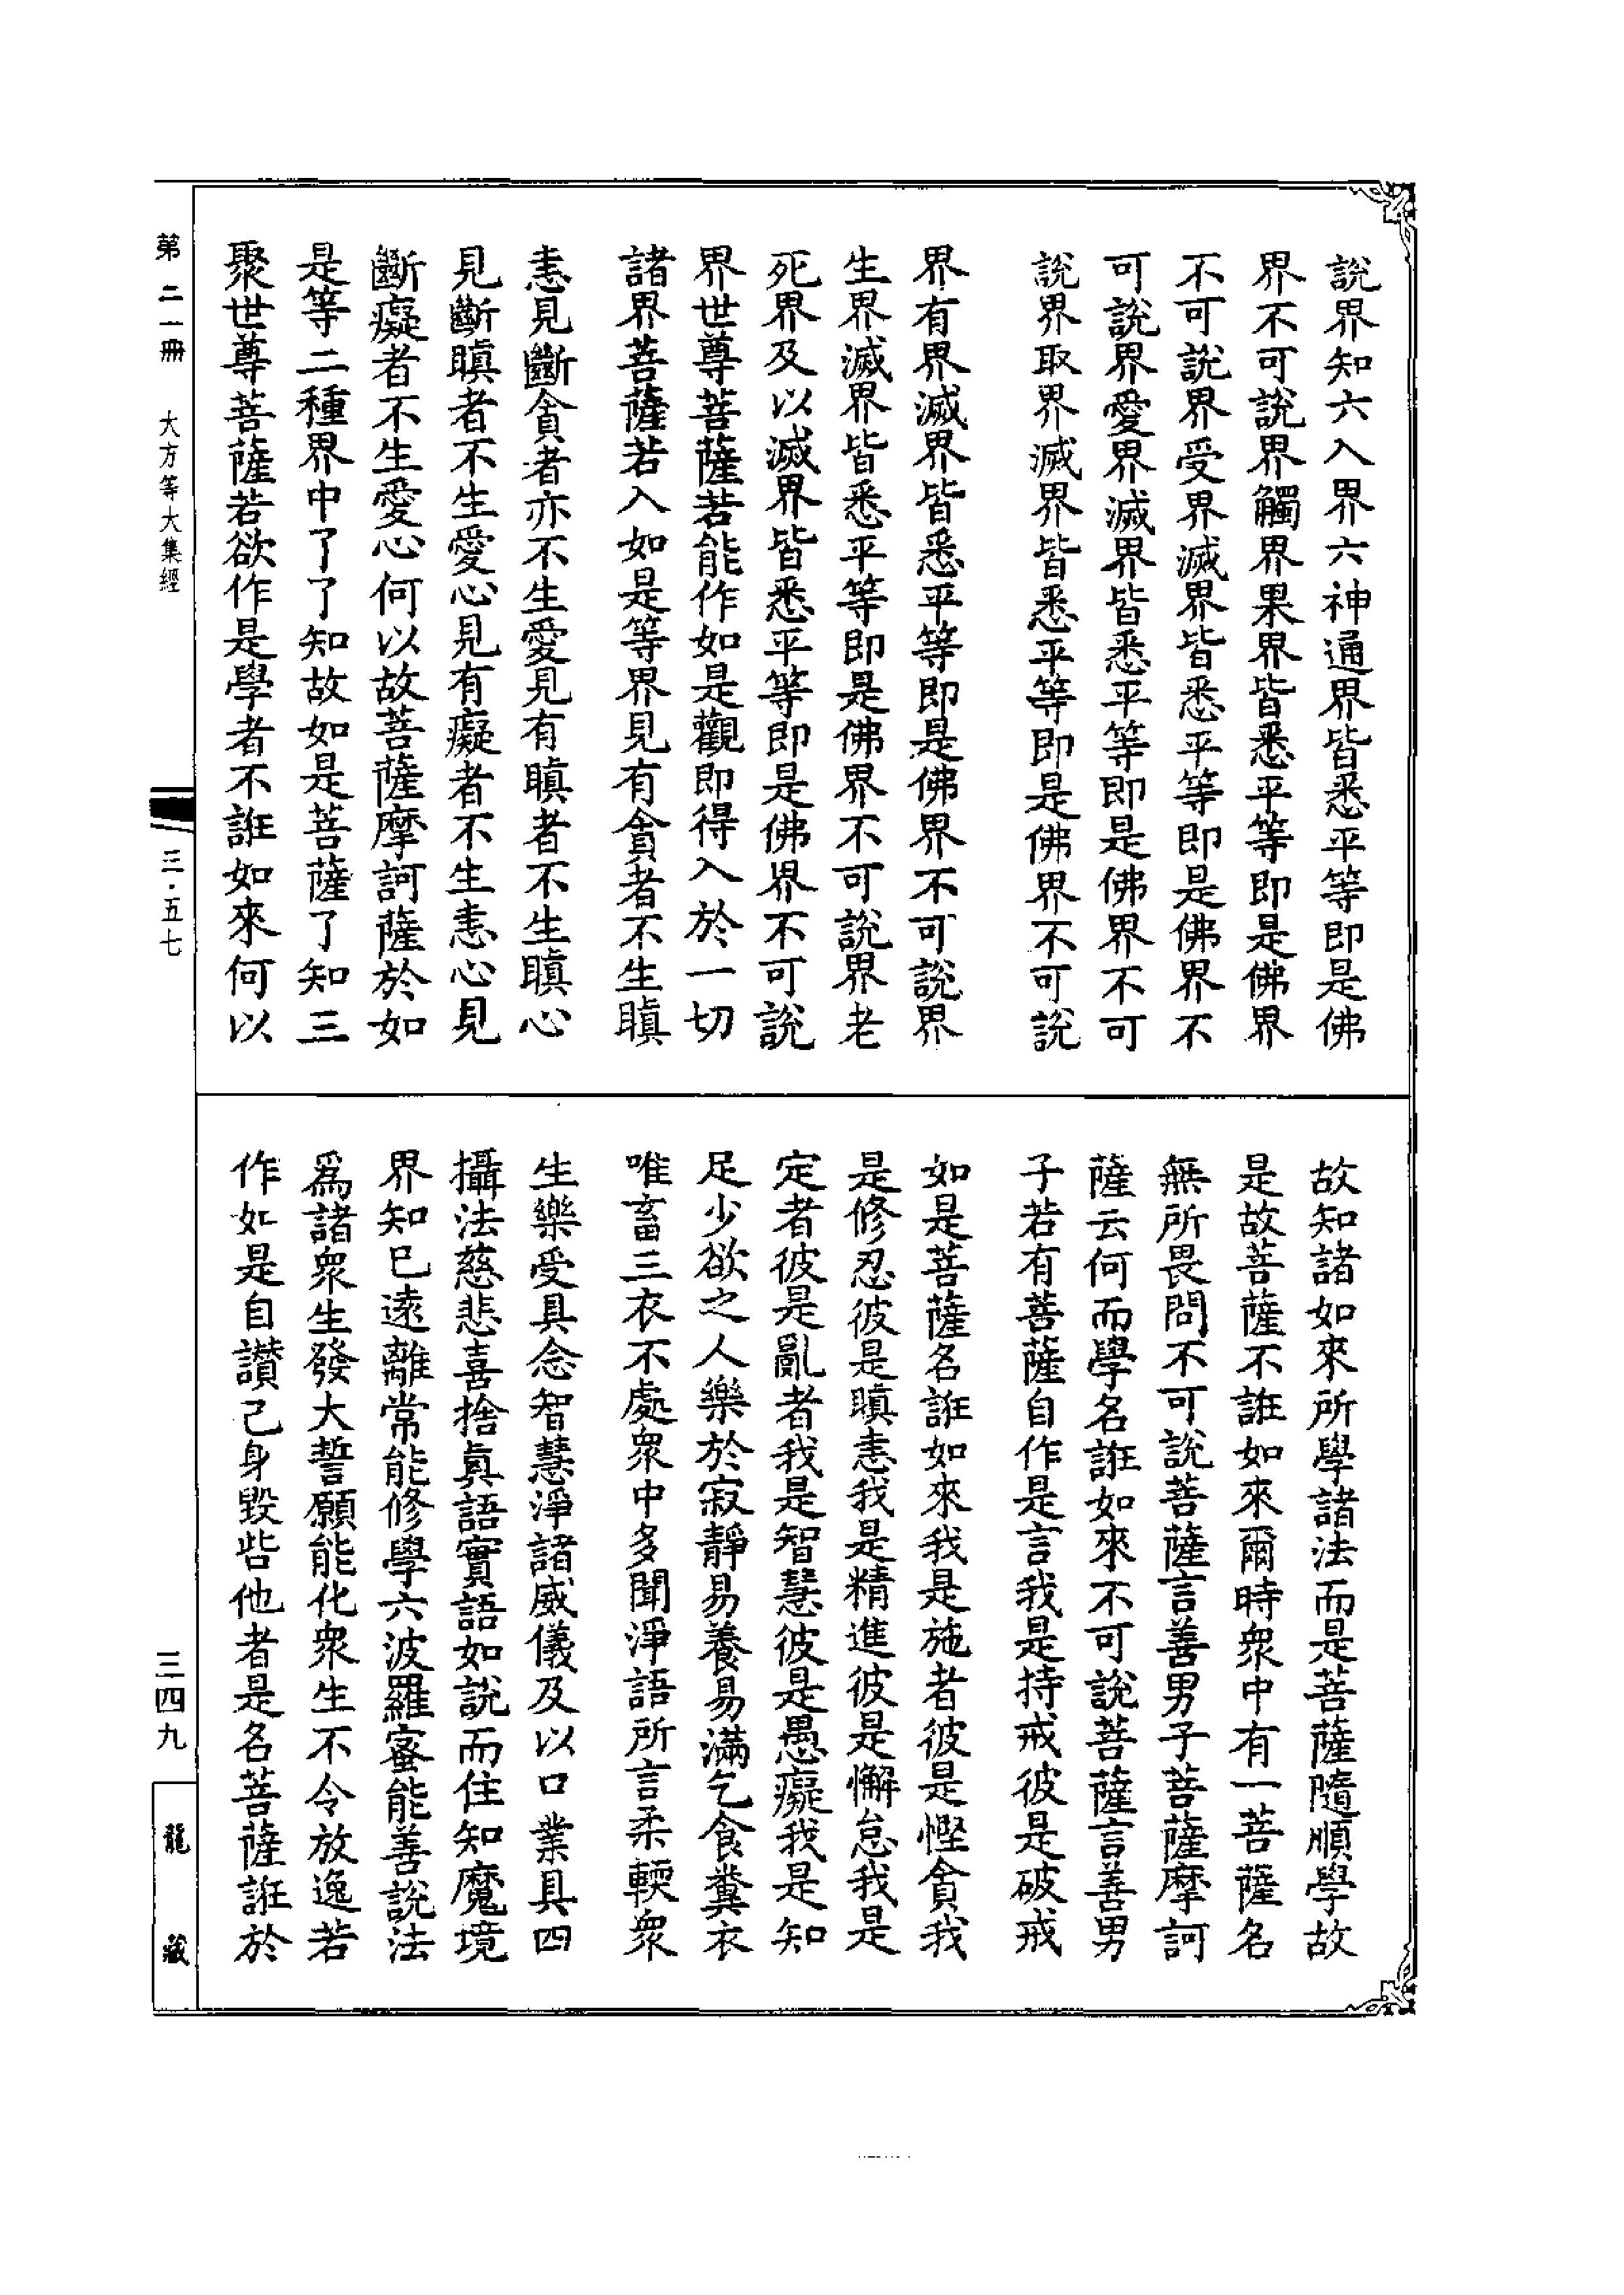 說界知六入界六神通界皆悉平等即是佛
界不可說界觸界果界皆悉平等即是佛界
不可說界受界滅界皆悉平等即是佛界不
可說界愛界滅界皆悉平等即是佛界不可
說界取界滅界皆悉平等即是佛界不可說
界有界滅界皆悉平等即是佛界不可說界
生界滅界皆悉平等即是佛界不可說界老
死界及以滅界皆悉平等即是佛界不可說
界世尊菩薩若能作如是觀即得入於一切
諸界菩薩若入如是等界見有貪者不生瞋
恚見斷貪者亦不生愛見有瞋者不生瞋心
見斷瞋者不生愛心見有癡者不生恚心見
斷癡者不生愛心何以故菩薩摩訶薩於如
是等二種界中了了知故如是菩薩了知三
聚世尊菩薩若欲作是學者不誑如來何以
故知諸如來所學諸法而是菩薩隨順學故
是故菩薩不誑如來爾時眾中有一菩薩名
無所畏問不可說菩薩言善男子菩薩摩訶
薩云何而學名誑如來不可說菩薩言善男
子若有菩薩自作是言我是持戒彼是破戒
如是菩薩名誑如來我是施者彼是慳貪我
是修忍彼是瞋恚我是精進彼是懈怠我是
定者彼是亂者我是智慧彼是愚癡我是知
足少欲之人樂於寂靜易養易滿乞食糞衣
唯畜三衣不處眾中多聞淨語所言柔輭眾
生樂受具念智慧淨諸威儀及以口業具四
攝法慈悲喜捨眞語實語如說而住知魔境
界知已遠離常能修學六波羅蜜能善說法
爲諸眾生發大誓願能化眾生不令放逸若
作如是自讚己身毀呰他者是名菩薩誑於
第二一冊 大方等大集經
三·五七
三四九
龍藏